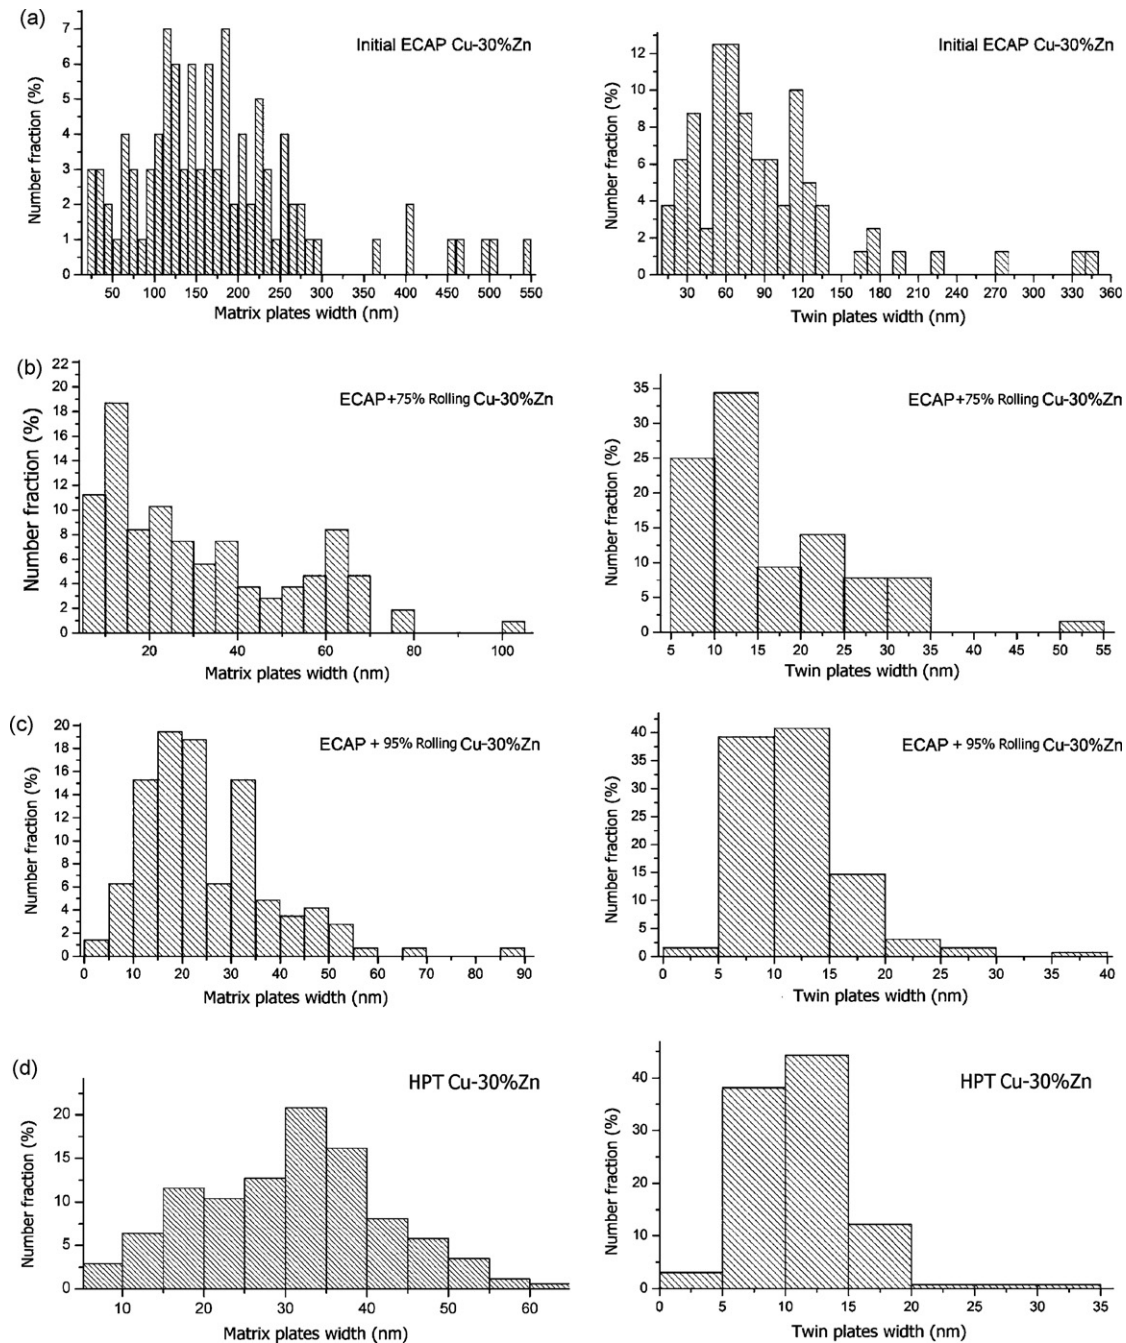 (a)
Initial ECAP Cu-30%Zn
Number fraction (%)
7
6
5
4
3
2
1
0
50 100 150 200 250 300 350 400 450 500 550
Matrix plates width (nm)
Initial ECAP Cu-30%Zn
Number fraction (%)
12
10
8
6
4
2
0
30 60 90 120 150 180 210 240 270 300 330 360
Twin plates width (nm)
(b)
ECAP+75% Rolling Cu-30%Zn
Number fraction (%)
22
20
18
16
14
12
10
8
6
4
2
0
20 40 60 80 100
Matrix plates width (nm)
ECAP+75% Rolling Cu-30%Zn
Number fraction (%)
35
30
25
20
15
10
5
0
5 10 15 20 25 30 35 40 45 50 55
Twin plates width (nm)
(c)
ECAP + 95% Rolling Cu-30%Zn
Number fraction (%)
20
18
16
14
12
10
8
6
4
2
0
0 10 20 30 40 50 60 70 80 90
Matrix plates width (nm)
ECAP + 95% Rolling Cu-30%Zn
Number fraction (%)
40
35
30
25
20
15
10
5
0
0 5 10 15 20 25 30 35 40
Twin plates width (nm)
(d)
HPT Cu-30%Zn
Number fraction (%)
20
15
10
5
0
10 20 30 40 50 60
Matrix plates width (nm)
HPT Cu-30%Zn
Number fraction (%)
40
30
20
10
0
0 5 10 15 20 25 30 35
Twin plates width (nm)